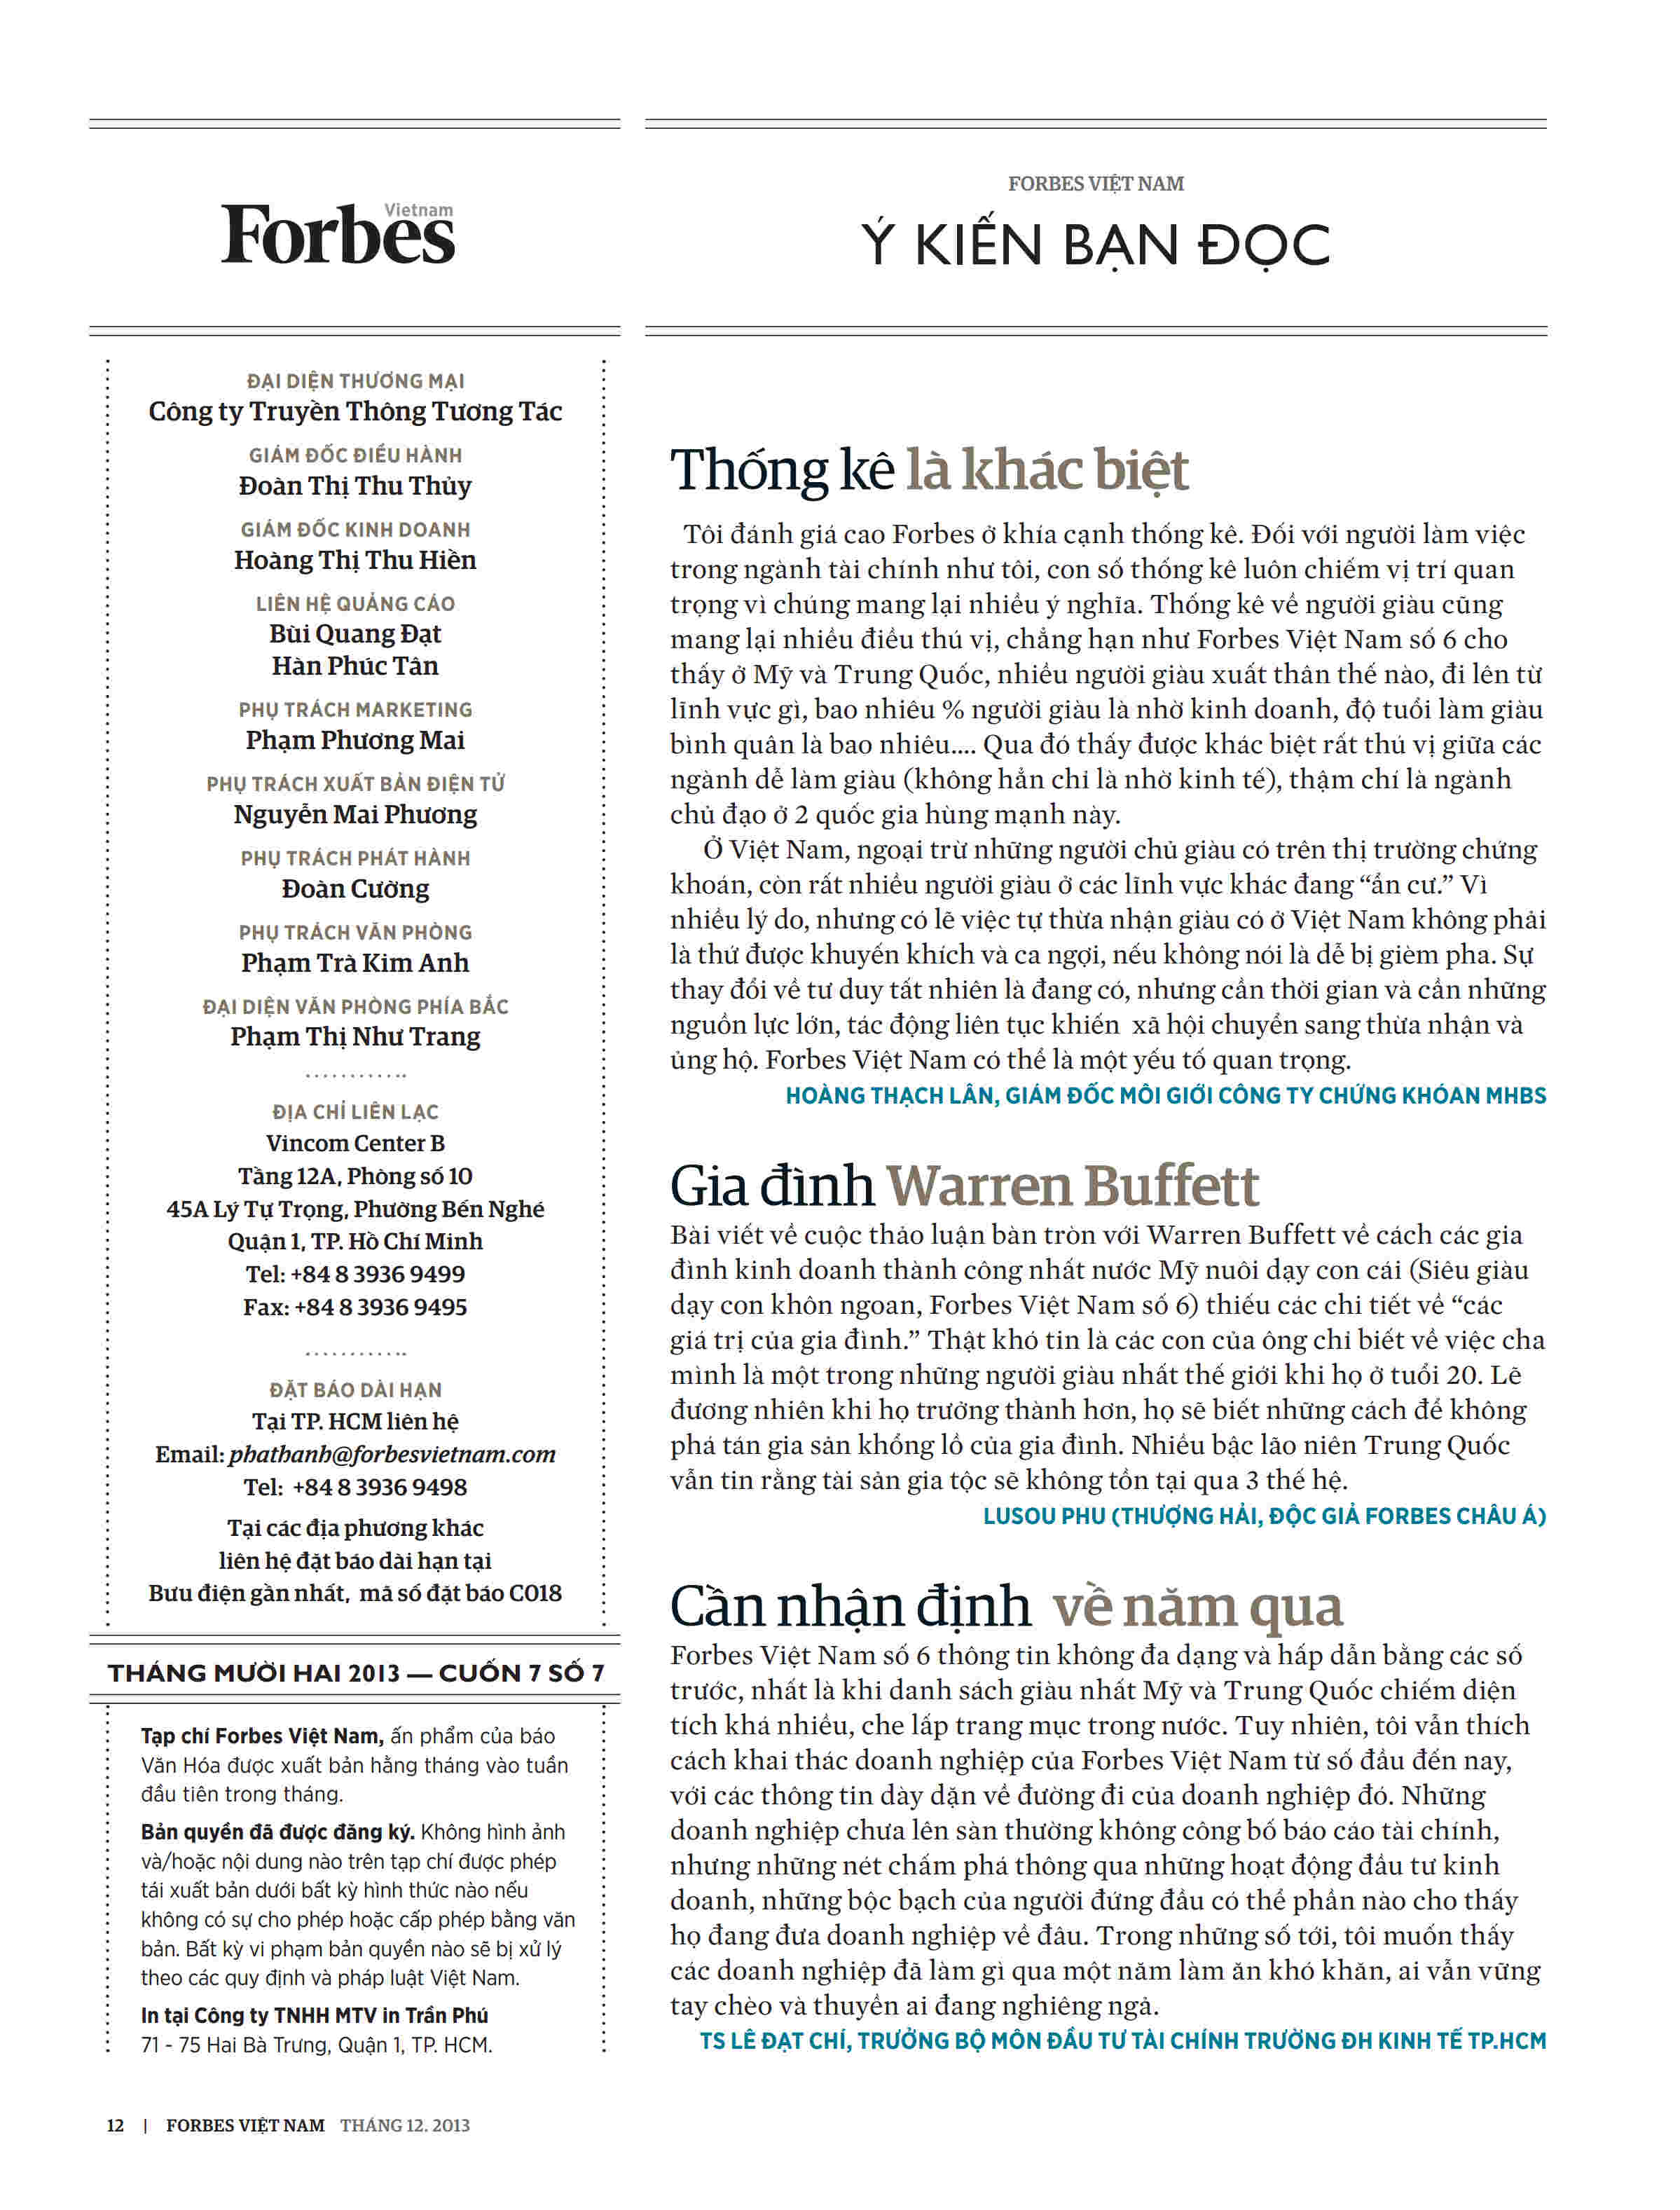 Forbes
Vietnam
ĐẠI DIỆN THƯƠNG MẠI
Công ty Truyền Thông Tương Tác
GIÁM ĐỐC ĐIỀU HÀNH
Đoàn Thị Thu Thủy
GIÁM ĐỐC KINH DOANH
Hoàng Thị Thu Hiền
LIÊN HỆ QUẢNG CÁO
Bùi Quang Đạt
Hàn Phúc Tân
PHỤ TRÁCH MARKETING
Phạm Phương Mai
PHỤ TRÁCH XUẤT BẢN ĐIỆN TỬ
Nguyễn Mai Phương
PHỤ TRÁCH PHÁT HÀNH
Đoàn Cường
PHỤ TRÁCH VĂN PHÒNG
Phạm Trà Kim Anh
ĐẠI DIỆN VĂN PHÒNG PHÍA BẮC
Phạm Thị Như Trang
ĐỊA CHỈ LIÊN LẠC
Vincom Center B
Tầng 12A, Phòng số 10
45A Lý Tự Trọng, Phường Bến Nghé
Quận 1, TP. Hồ Chí Minh
Tel: +84 8 3936 9499
Fax: +84 8 3936 9495
ĐẶT BÁO DÀI HẠN
Tại TP. HCM liên hệ
Email: phathanh@forbesvietnam.com
Tel: +84 8 3936 9498
Tại các địa phương khác
liên hệ đặt báo dài hạn tại
Bưu điện gần nhất, mã số đặt báo C018
THÁNG MƯỜI HAI 2013 — CUỐN 7 SỐ 7
Tạp chí Forbes Việt Nam, ấn phẩm của báo
Văn Hóa được xuất bản hằng tháng vào tuần
đầu tiên trong tháng.
Bản quyền đã được đăng ký. Không hình ảnh
và/hoặc nội dung nào trên tạp chí được phép
tái xuất bản dưới bất kỳ hình thức nào nếu
không có sự cho phép hoặc cấp phép bằng văn
bản. Bất kỳ vi phạm bản quyền nào sẽ bị xử lý
theo các quy định và pháp luật Việt Nam.
In tại Công ty TNHH MTV in Trần Phú
71 - 75 Hai Bà Trưng, Quận 1, TP. HCM.
FORBES VIỆT NAM
Ý KIẾN BẠN ĐỌC
Thống kê là khác biệt
Tôi đánh giá cao Forbes ở khía cạnh thống kê. Đối với người làm việc
trong ngành tài chính như tôi, con số thống kê luôn chiếm vị trí quan
trọng vì chúng mang lại nhiều ý nghĩa. Thống kê về người giàu cũng
mang lại nhiều điều thú vị, chẳng hạn như Forbes Việt Nam số 6 cho
thấy ở Mỹ và Trung Quốc, nhiều người giàu xuất thân thế nào, đi lên từ
lĩnh vực gì, bao nhiêu % người giàu là nhờ kinh doanh, độ tuổi làm giàu
bình quân là bao nhiêu.... Qua đó thấy được khác biệt rất thú vị giữa các
ngành dễ làm giàu (không hẳn chỉ là nhờ kinh tế), thậm chí là ngành
chủ đạo ở 2 quốc gia hùng mạnh này.
Ở Việt Nam, ngoại trừ những người chủ giàu có trên thị trường chứng
khoán, còn rất nhiều người giàu ở các lĩnh vực khác đang “ẩn cư.” Vì
nhiều lý do, nhưng có lẽ việc tự thừa nhận giàu có ở Việt Nam không phải
là thứ được khuyến khích và ca ngợi, nếu không nói là dễ bị gièm pha. Sự
thay đổi về tư duy tất nhiên là đang có, nhưng cần thời gian và cần những
nguồn lực lớn, tác động liên tục khiến xã hội chuyển sang thừa nhận và
ủng hộ. Forbes Việt Nam có thể là một yếu tố quan trọng.
HOÀNG THẠCH LÂN, GIÁM ĐỐC MÔI GIỚI CÔNG TY CHỨNG KHÓAN MHBS
Gia đình Warren Buffett
Bài viết về cuộc thảo luận bàn tròn với Warren Buffett về cách các gia
đình kinh doanh thành công nhất nước Mỹ nuôi dạy con cái (Siêu giàu
dạy con khôn ngoan, Forbes Việt Nam số 6) thiếu các chi tiết về “các
giá trị của gia đình.” Thật khó tin là các con của ông chỉ biết về việc cha
mình là một trong những người giàu nhất thế giới khi họ ở tuổi 20. Lẽ
đương nhiên khi họ trưởng thành hơn, họ sẽ biết những cách để không
phá tán gia sản khổng lồ của gia đình. Nhiều bậc lão niên Trung Quốc
vẫn tin rằng tài sản gia tộc sẽ không tồn tại qua 3 thế hệ.
LUSOU PHU (THƯỢNG HẢI, ĐỘC GIẢ FORBES CHÂU Á)
Cần nhận định về năm qua
Forbes Việt Nam số 6 thông tin không đa dạng và hấp dẫn bằng các số
trước, nhất là khi danh sách giàu nhất Mỹ và Trung Quốc chiếm diện
tích khá nhiều, che lấp trang mục trong nước. Tuy nhiên, tôi vẫn thích
cách khai thác doanh nghiệp của Forbes Việt Nam từ số đầu đến nay,
với các thông tin dày dặn về đường đi của doanh nghiệp đó. Những
doanh nghiệp chưa lên sàn thường không công bố báo cáo tài chính,
nhưng những nét chấm phá thông qua những hoạt động đầu tư kinh
doanh, những bộc bạch của người đứng đầu có thể phần nào cho thấy
họ đang đưa doanh nghiệp về đâu. Trong những số tới, tôi muốn thấy
các doanh nghiệp đã làm gì qua một năm làm ăn khó khăn, ai vẫn vững
tay chèo và thuyền ai đang nghiêng ngả.
TS LÊ ĐẠT CHÍ, TRƯỞNG BỘ MÔN ĐẦU TƯ TÀI CHÍNH TRƯỜNG ĐH KINH TẾ TP.HCM
12 | FORBES VIỆT NAM THÁNG 12. 2013